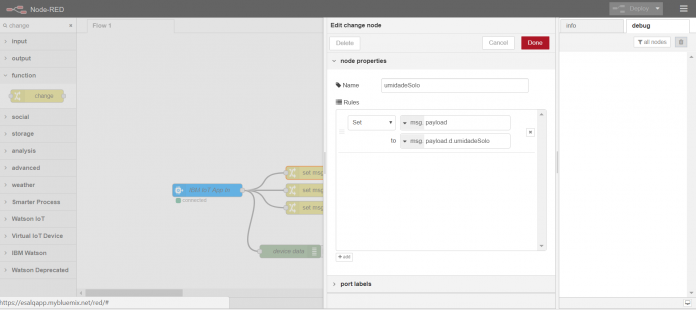 Node-RED
Deploy
change
Flow 1
Edit change node
info
debug
input
output
function
change
social
storage
analysis
advanced
weather
Smarter Process
Watson IoT
Virtual IoT Device
IBM Watson
Watson Deprecated
IBM IoT App In
connected
set msg
set msg
set msg
device data
Delete
Cancel
Done
node properties
Name
umidadeSolo
Rules
Set
msg. payload
to
msg. payload.d.umidadeSolo
add
port labels
all nodes
https://esalqapp.mybluemix.net/red/#